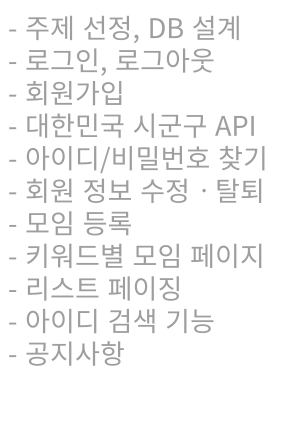 - 주제 선정, DB 설계
- 로그인, 로그아웃
- 회원가입
- 대한민국 시군구 API
- 아이디/비밀번호 찾기
- 회원 정보 수정 · 탈퇴
- 모임 등록
- 키워드별 모임 페이지
- 리스트 페이징
- 아이디 검색 기능
- 공지사항